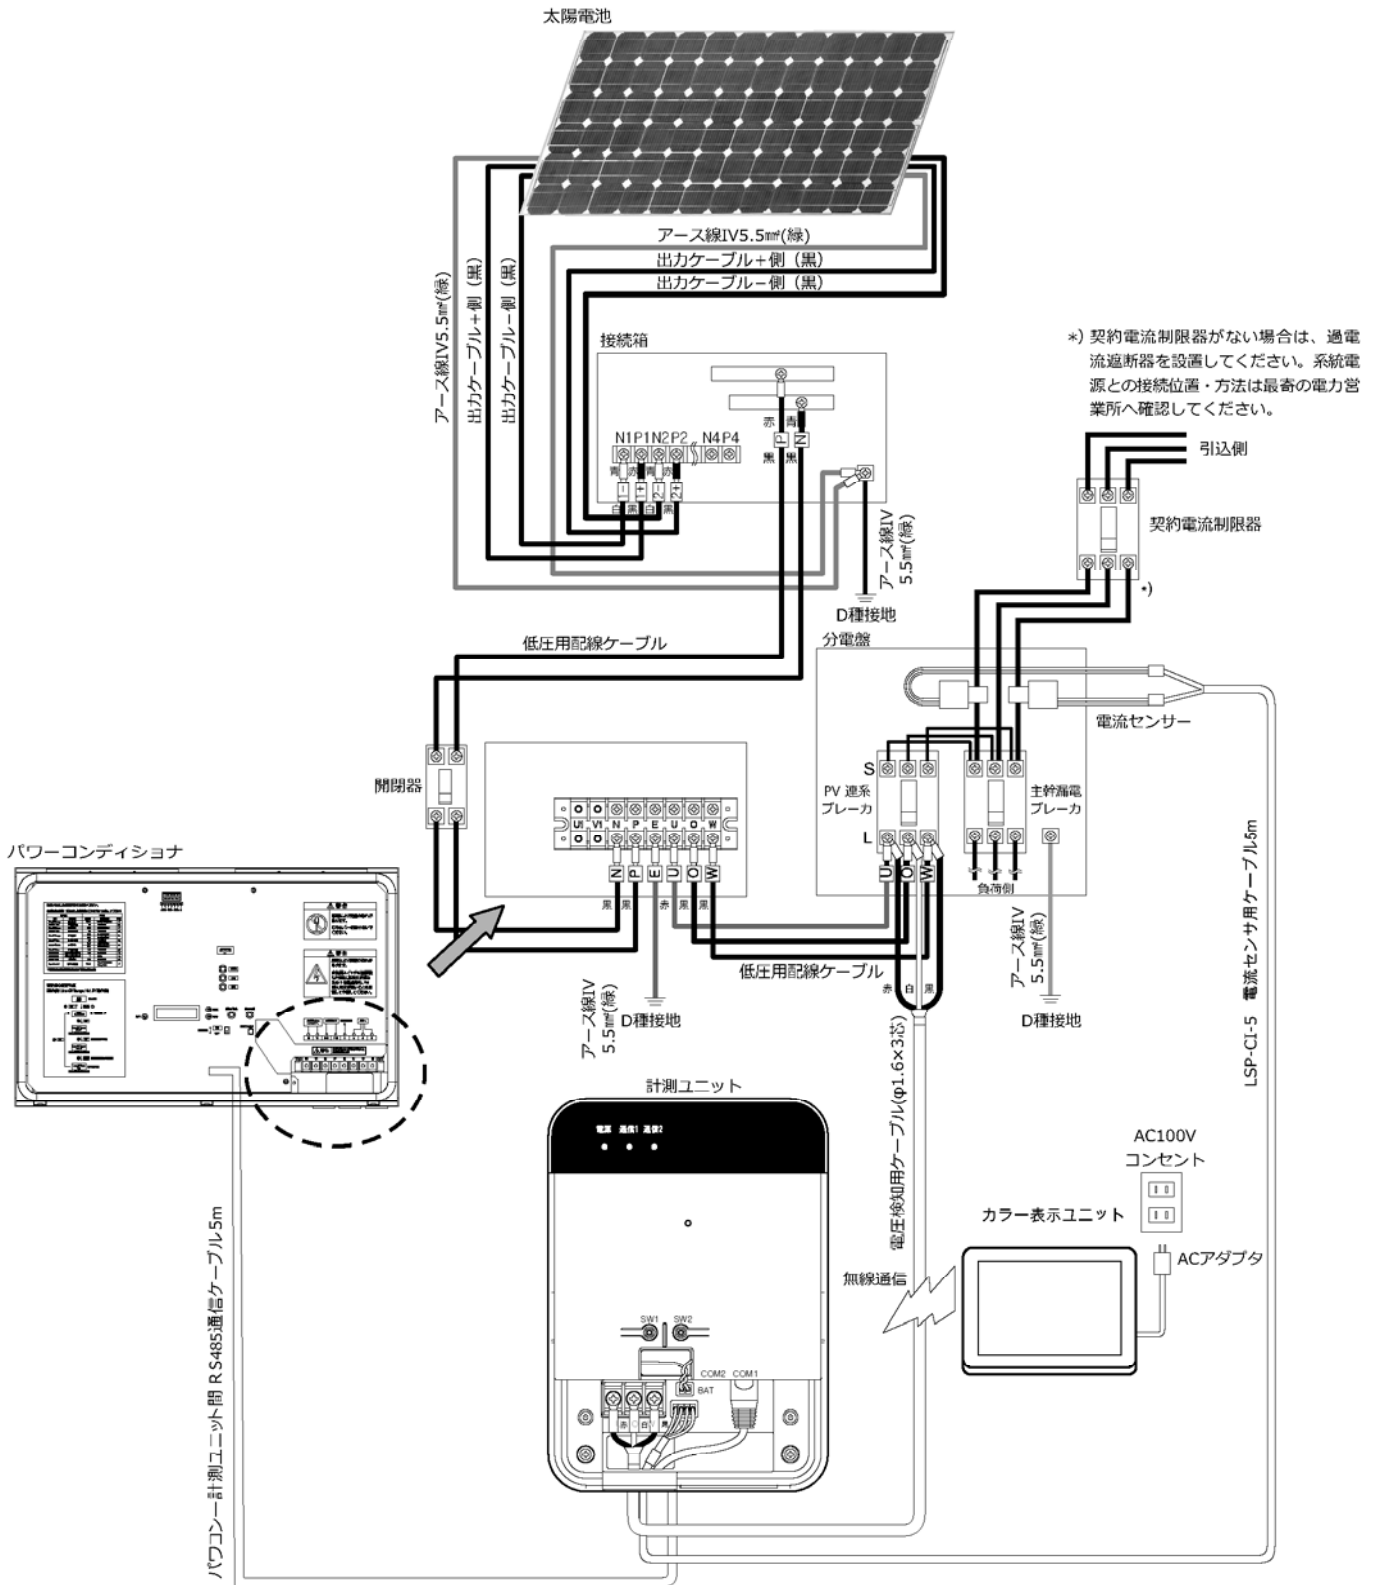 太陽電池
アース線IV5.5㎟(緑)
出力ケーブル+側 (黒)
出力ケーブル-側 (黒)
アース線IV5.5㎟(緑)
出力ケーブル+側 (黒)
出力ケーブル-側 (黒)
接続箱
赤 青
P N
黒 黒
N1P1N2P2 N4P4
青 赤 青 赤
1- 1+ 2- 2+
白 黒 白 黒
アース線IV
5.5㎟(緑)
D種接地
*) 契約電流制限器がない場合は、過電
流遮断器を設置してください。系統電
源との接続位置・方法は最寄の電力営
業所へ確認してください。
引込側
契約電流制限器
*)
低圧用配線ケーブル
分電盤
電流センサー
開閉器
S
PV 連系
ブレーカ
L
主幹漏電
ブレーカ
負荷側
U O W
U1 V1 N P E U O W
N P E U O W
黒 黒 赤 黒 黒
低圧用配線ケーブル
赤 白 黒
アース線IV
5.5㎟(緑)
D種接地
アース線IV
5.5㎟(緑)
D種接地
パワーコンディショナ
電圧検知用ケーブル(φ1.6×3芯)
LSP-CI-5 電流センサ用ケーブル5m
計測ユニット
電源 通信1 通信2
SW1 SW2
COM2 COM1
BAT
赤 白 黒
無線通信
カラー表示ユニット
AC100V
コンセント
ACアダプタ
パワコン-計測ユニット間 RS485通信ケーブル5m